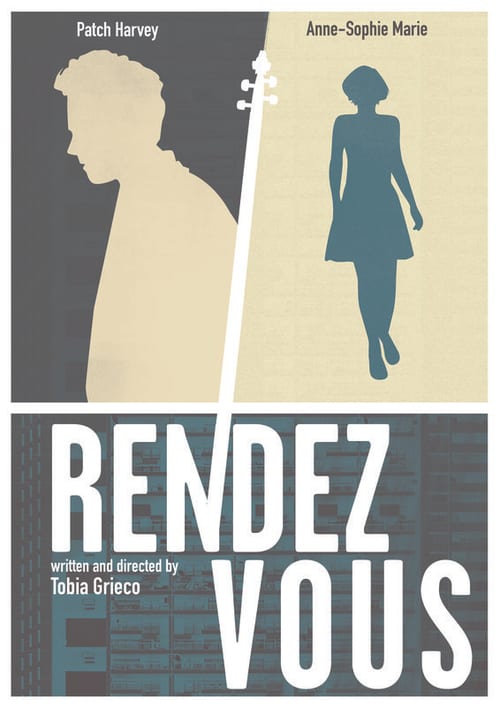 Patch Harvey
Anne-Sophie Marie
RENDEZ
written and directed by
Tobia Grieco
VOUS